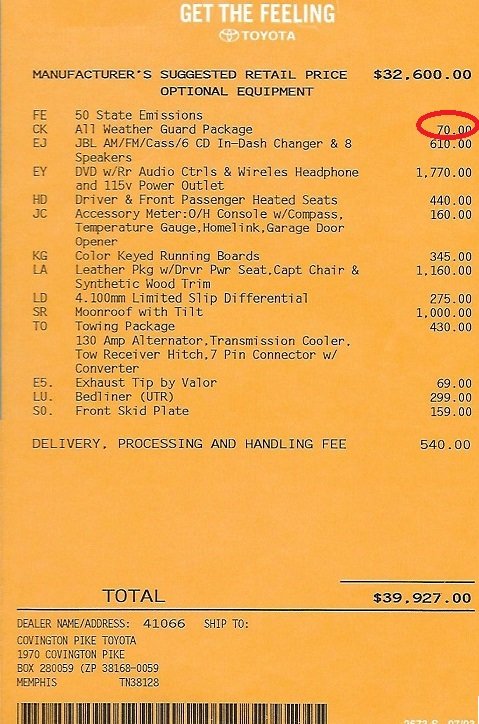 GET THE FEELING
TOYOTA
MANUFACTURER'S SUGGESTED RETAIL PRICE $32,600.00
OPTIONAL EQUIPMENT
FE 50 State Emissions
CK All Weather Guard Package 70.00
EJ JBL AM/FM/Cass/6 CD In-Dash Changer & 8 610.00
Speakers
EY DVD w/Rr Audio Ctrls & Wireless Headphone 1,770.00
and 115v Power Outlet
HD Driver & Front Passenger Heated Seats 440.00
JC Accessory Meter:O/H Console w/Compass, 160.00
Temperature Gauge,Homelink,Garage Door
Opener
KG Color Keyed Running Boards 345.00
LA Leather Pkg w/Drvr Pwr Seat,Capt Chair & 1,160.00
Synthetic Wood Trim
LD 4.100mm Limited Slip Differential 275.00
SR Moonroof with Tilt 1,000.00
TO Towing Package 430.00
130 Amp Alternator,Transmission Cooler,
Tow Receiver Hitch,7 Pin Connector w/
Converter
E5. Exhaust Tip by Valor 69.00
LU. Bedliner (UTR) 299.00
S0. Front Skid Plate 159.00
DELIVERY, PROCESSING AND HANDLING FEE 540.00
TOTAL $39,927.00
DEALER NAME/ADDRESS: 41066 SHIP TO:
COVINGTON PIKE TOYOTA
1970 COVINGTON PIKE
BOX 280059 (ZP 38168-0059
MEMPHIS TN38128